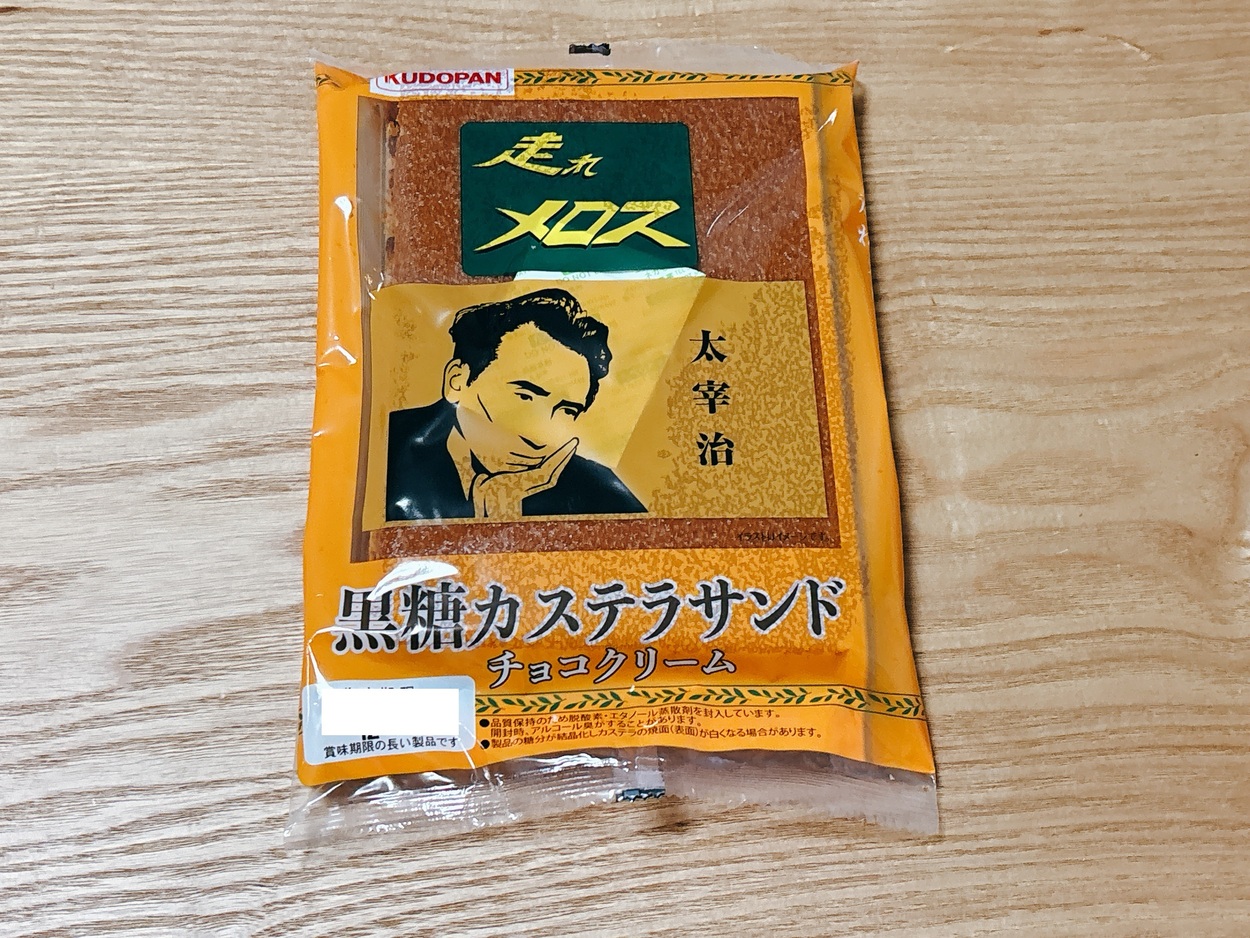 KUDOPAN
走れ
メロス
太宰治
イラストはイメージです。
黒糖カステラサンド
チョコクリーム
●品質保持のため脱酸素・エタノール蒸散剤を封入しています。
開封時、アルコール臭がすることがあります。
●製品の糖分が結晶化しカステラの焼面(表面)が白くなる場合があります。
賞味期限の長い製品です